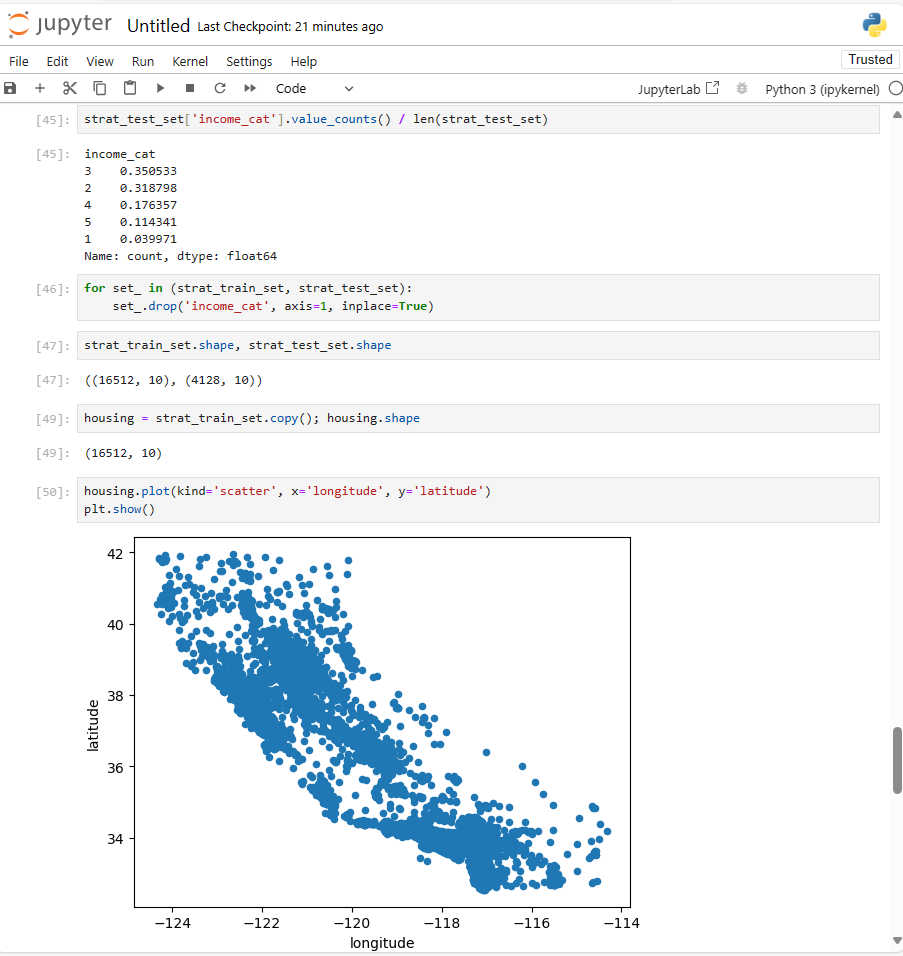 jupyter Untitled Last Checkpoint: 21 minutes ago
File Edit View Run Kernel Settings Help Trusted
Code JupyterLab Python 3 (ipykernel)
[45]: strat_test_set['income_cat'].value_counts() / len(strat_test_set)
[45]: income_cat
3 0.350533
2 0.318798
4 0.176357
5 0.114341
1 0.039971
Name: count, dtype: float64
[46]: for set_ in (strat_train_set, strat_test_set):
set_.drop('income_cat', axis=1, inplace=True)
[47]: strat_train_set.shape, strat_test_set.shape
[47]: ((16512, 10), (4128, 10))
[49]: housing = strat_train_set.copy(); housing.shape
[49]: (16512, 10)
[50]: housing.plot(kind='scatter', x='longitude', y='latitude')
plt.show()
42
40
38
latitude
36
34
−124 −122 −120 −118 −116 −114
longitude